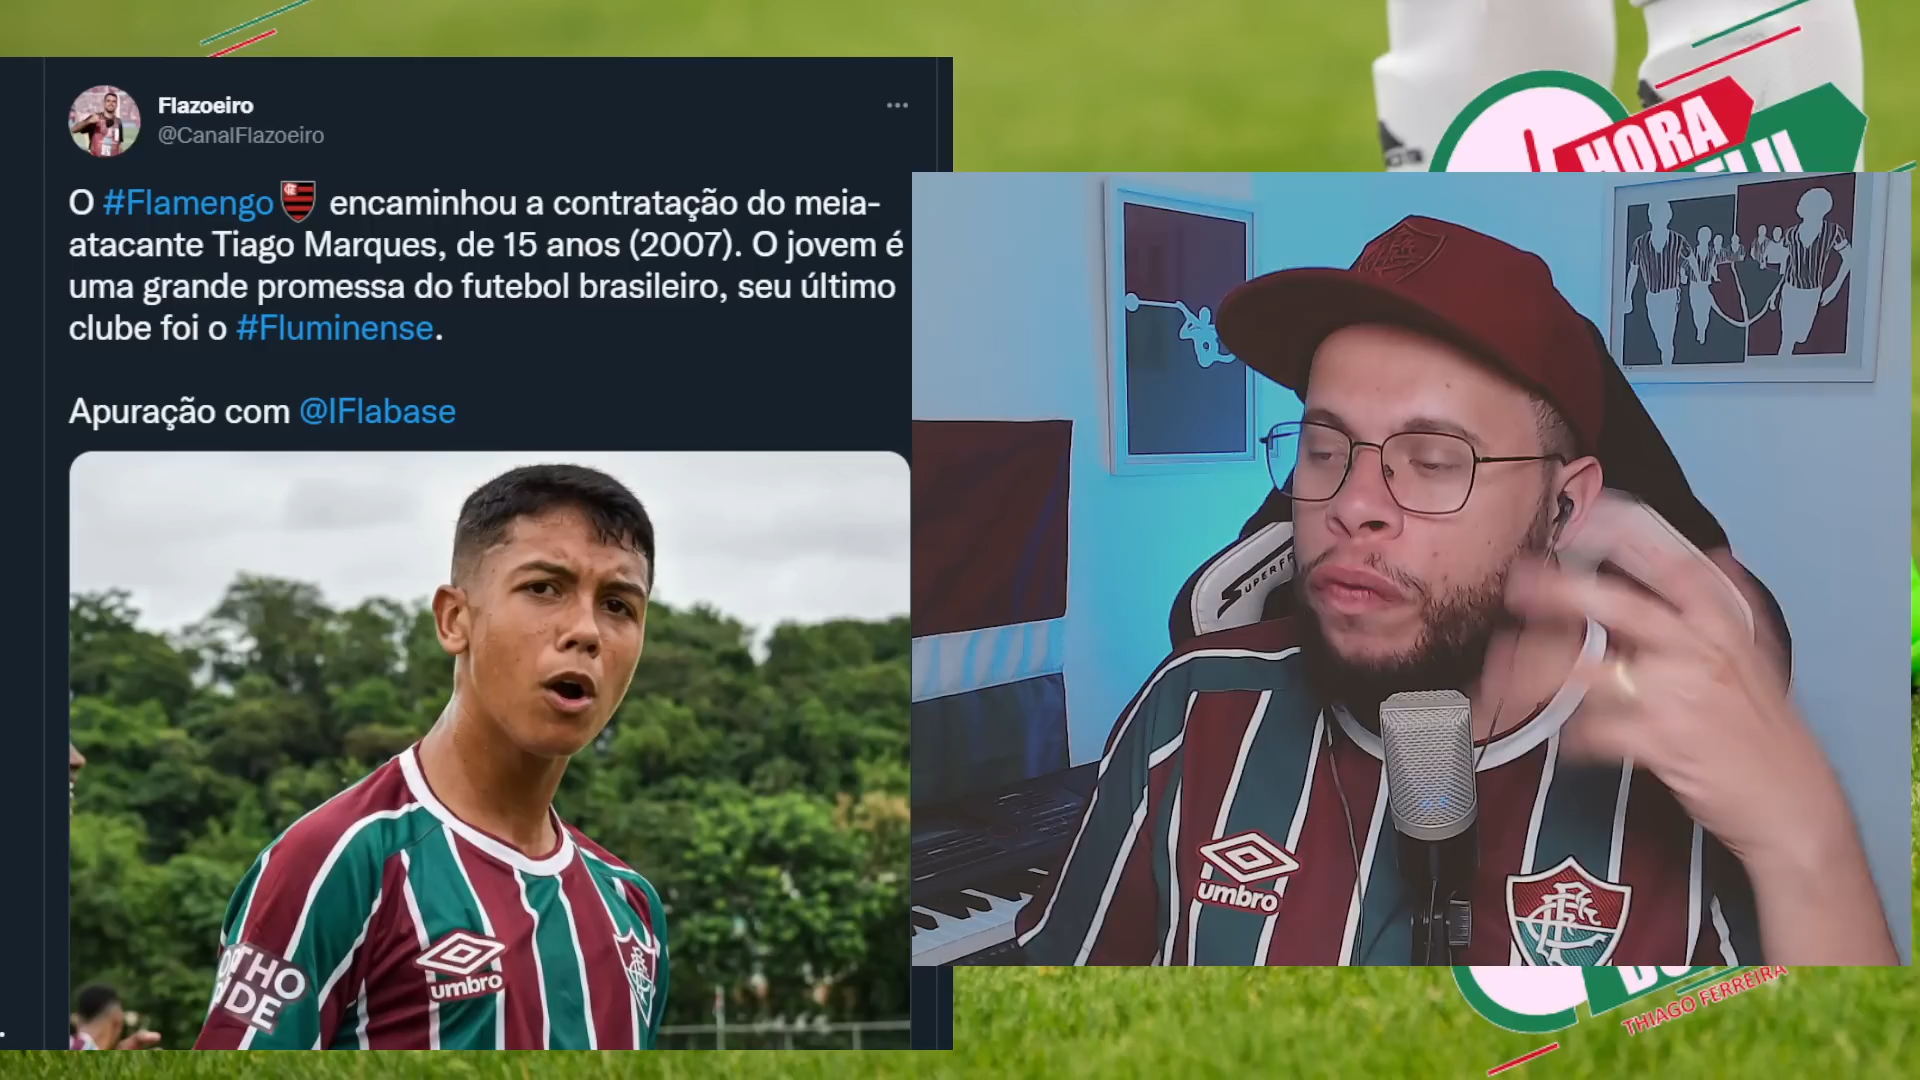 Flazoeiro
@CanalFlazoeiro
O #Flamengo encaminhou a contratação do meia-
atacante Tiago Marques, de 15 anos (2007). O jovem é
uma grande promessa do futebol brasileiro, seu último
clube foi o #Fluminense.
Apuração com @IFlabase
umbro
HORA
THIAGO FERREIRA
umbro